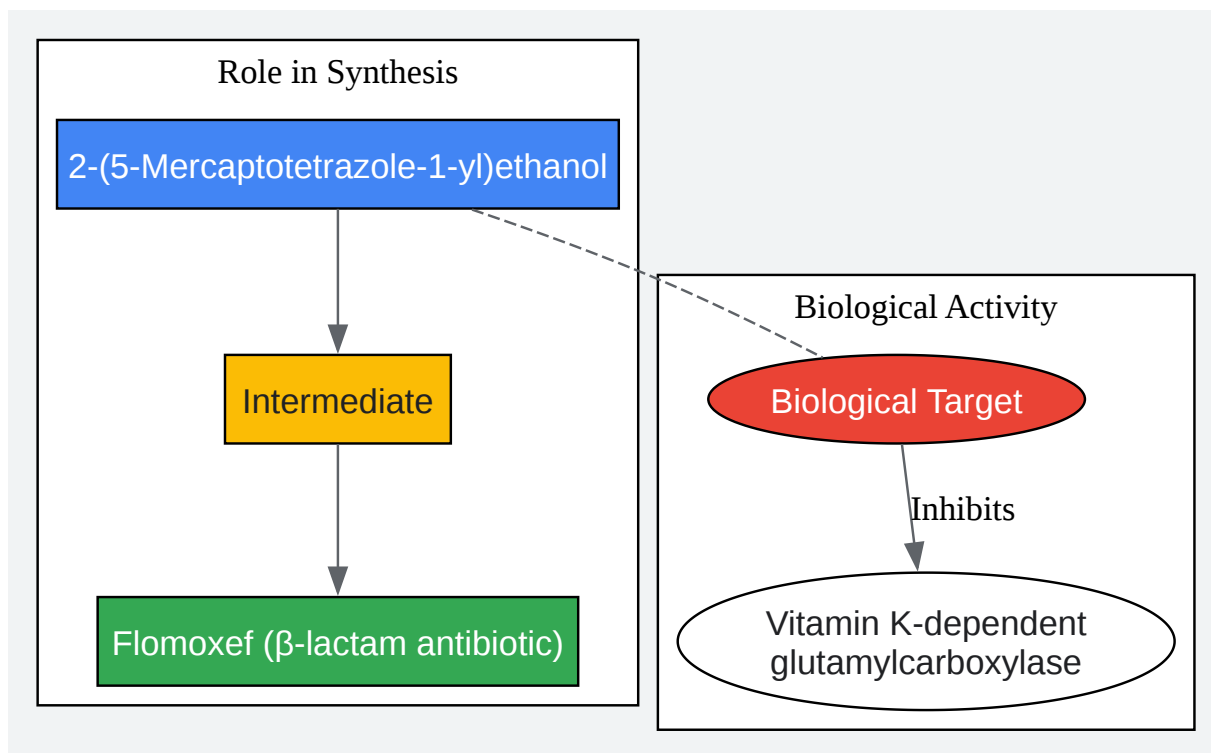 Role in Synthesis
2-(5-Mercaptotetrazole-1-yl)ethanol
Intermediate
Flomoxef (β-lactam antibiotic)
Biological Activity
Biological Target
Inhibits
Vitamin K-dependent
glutamylcarboxylase